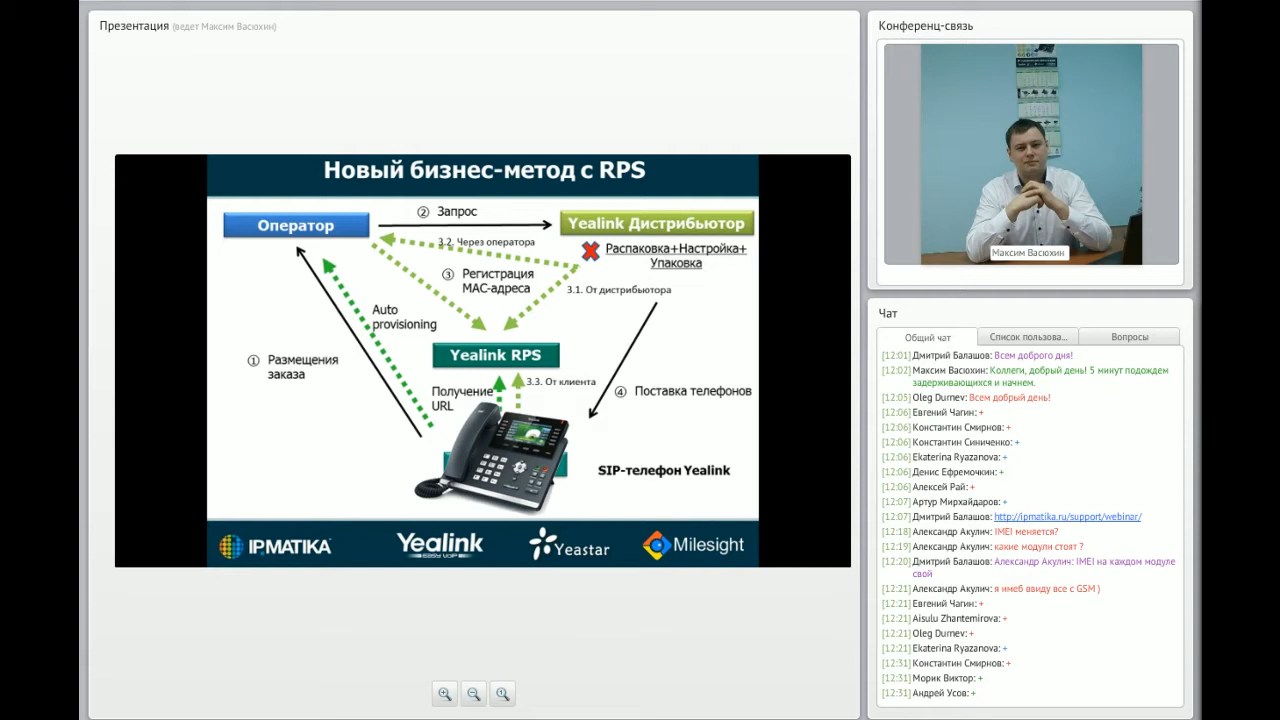 Презентация (ведет Максим Васюхин)
Новый бизнес-метод с RPS
Оператор
② Запрос
Yealink Дистрибьютор
3.2. Через оператора
Распаковка+Настройка+
Упаковка
③ Регистрация
MAC-адреса
3.1. От дистрибьютора
Auto
provisioning
Yealink RPS
① Размещения
заказа
Получение
URL
3.3. От клиента
④ Поставка телефонов
SIP-телефон Yealink
IPMATIKA
Yealink
EASY VOIP
Yeastar
Milesight
Конференц-связь
Максим Васюхин
Чат
Общий чат
Список пользова...
Вопросы
[12:01] Дмитрий Балашов: Всем доброго дня!
[12:02] Максим Васюхин: Коллеги, добрый день! 5 минут подождем
задерживающихся и начнем.
[12:05] Oleg Durnev: Всем добрый день!
[12:06] Евгений Чагин: +
[12:06] Константин Смирнов: +
[12:06] Константин Синиченко: +
[12:06] Ekaterina Ryazanova: +
[12:06] Денис Ефремочкин: +
[12:06] Алексей Рай: +
[12:07] Артур Мирхайдаров: +
[12:07] Дмитрий Балашов: http://ipmatika.ru/support/webinar/
[12:18] Александр Акулич: IMEI меняется?
[12:19] Александр Акулич: какие модули стоят ?
[12:20] Дмитрий Балашов: Александр Акулич: IMEI на каждом модуле
свой
[12:21] Александр Акулич: я имеб ввиду все с GSM )
[12:21] Евгений Чагин: +
[12:21] Aisulu Zhantemirova: +
[12:21] Oleg Durnev: +
[12:21] Ekaterina Ryazanova: +
[12:31] Константин Смирнов: +
[12:31] Морик Виктор: +
[12:31] Андрей Усов: +